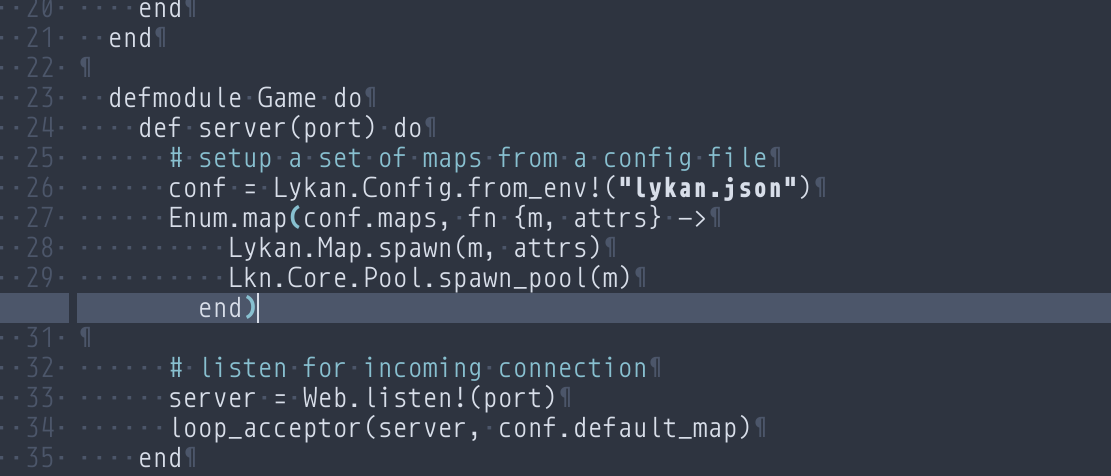 20 end¶
21 end¶
22 ¶
23 defmodule Game do¶
24 def server(port) do¶
25 # setup a set of maps from a config file¶
26 conf = Lykan.Config.from_env!("lykan.json")¶
27 Enum.map(conf.maps, fn {m, attrs} ->¶
28 Lykan.Map.spawn(m, attrs)¶
29 Lkn.Core.Pool.spawn_pool(m)¶
end)
31 ¶
32 # listen for incoming connection¶
33 server = Web.listen!(port)¶
34 loop_acceptor(server, conf.default_map)¶
35 end¶